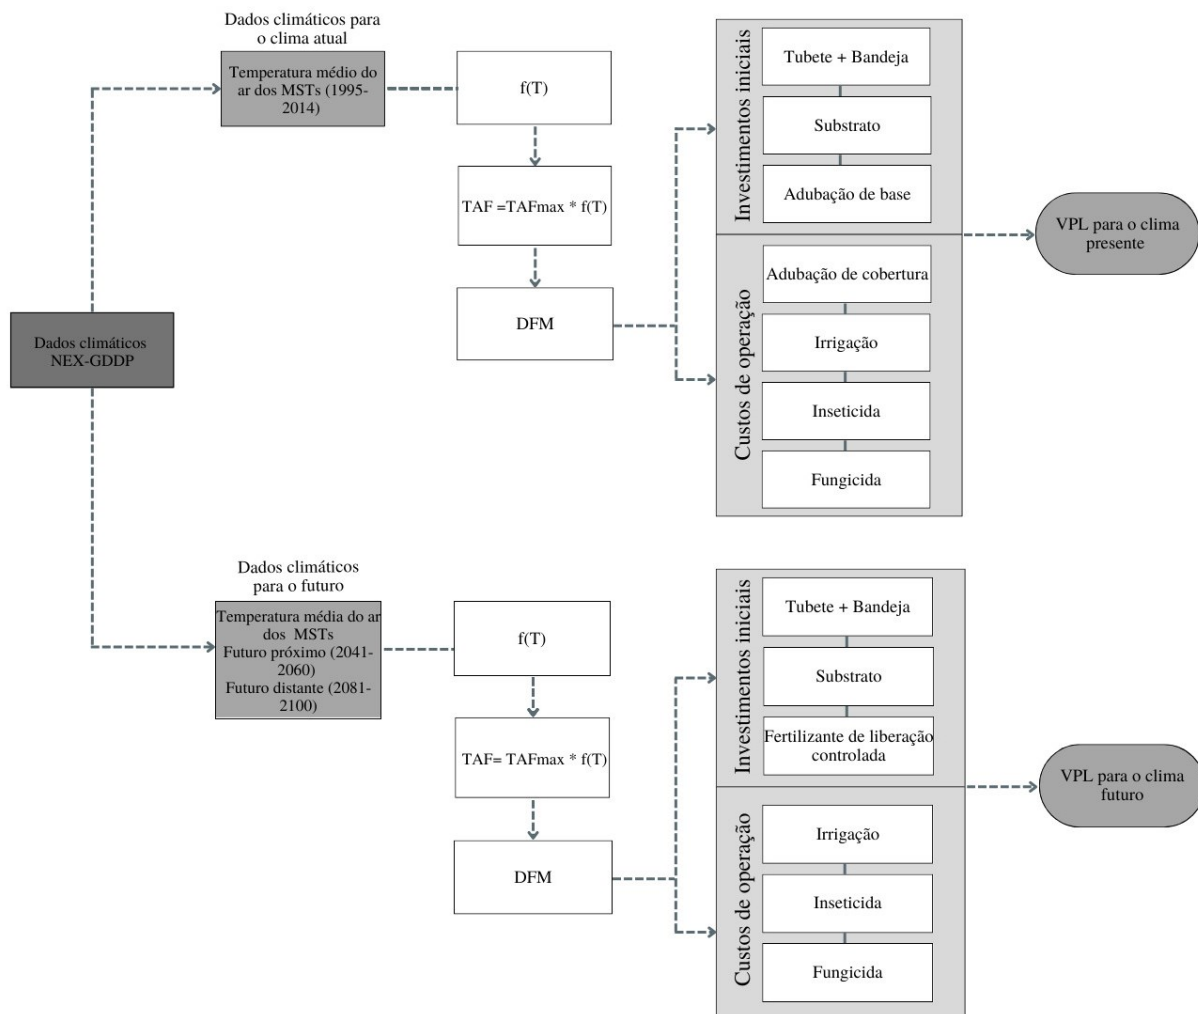 Dados climáticos para
o clima atual
Temperatura médio do
ar dos MSTs (1995-
2014)
f(T)
TAF =TAFmax * f(T)
DFM
Investimentos iniciais
Tubete + Bandeja
Substrato
Adubação de base
Custos de operação
Adubação de cobertura
Irrigação
Inseticida
Fungicida
VPL para o clima
presente
Dados climáticos
NEX-GDDP
Dados climáticos
para o futuro
Temperatura média do ar
dos MSTs
Futuro próximo (2041-
2060)
Futuro distante (2081-
2100)
f(T)
TAF= TAFmax * f(T)
DFM
Investimentos iniciais
Tubete + Bandeja
Substrato
Fertilizante de liberação
controlada
Custos de operação
Irrigação
Inseticida
Fungicida
VPL para o clima
futuro